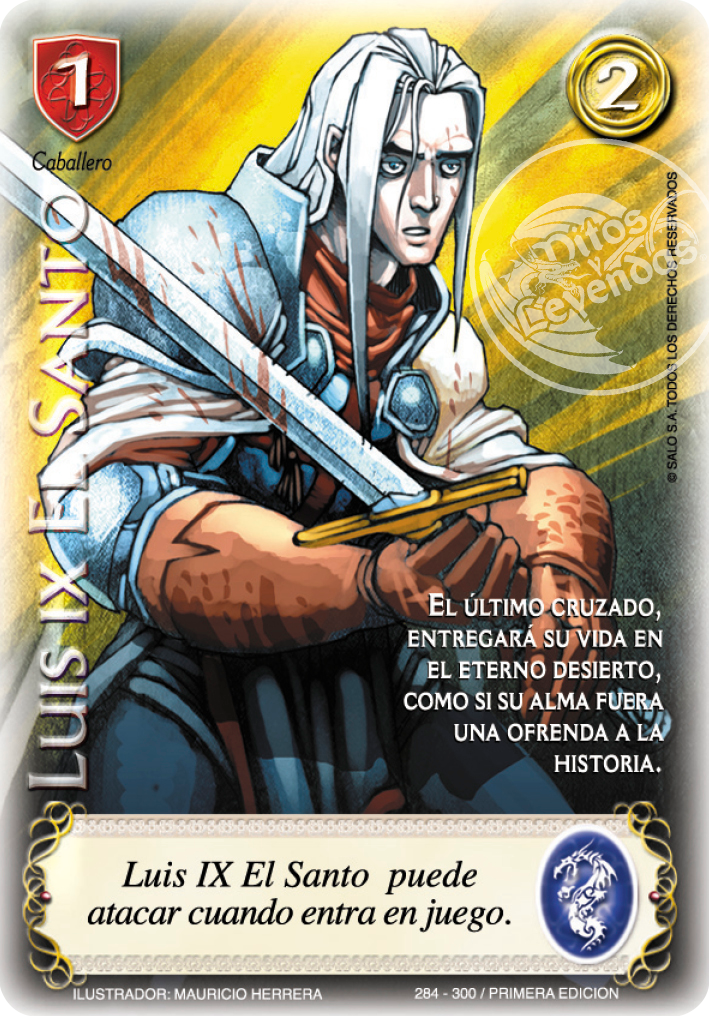 1
2
Caballero
Mitos
y
Leyendas
LUIS IX EL SANTO
© SALO S.A. TODOS LOS DERECHOS RESERVADOS
EL ÚLTIMO CRUZADO,
ENTREGARÁ SU VIDA EN
EL ETERNO DESIERTO,
COMO SI SU ALMA FUERA
UNA OFRENDA A LA
HISTORIA.
Luis IX El Santo puede
atacar cuando entra en juego.
ILUSTRADOR: MAURICIO HERRERA
284 - 300 / PRIMERA EDICION